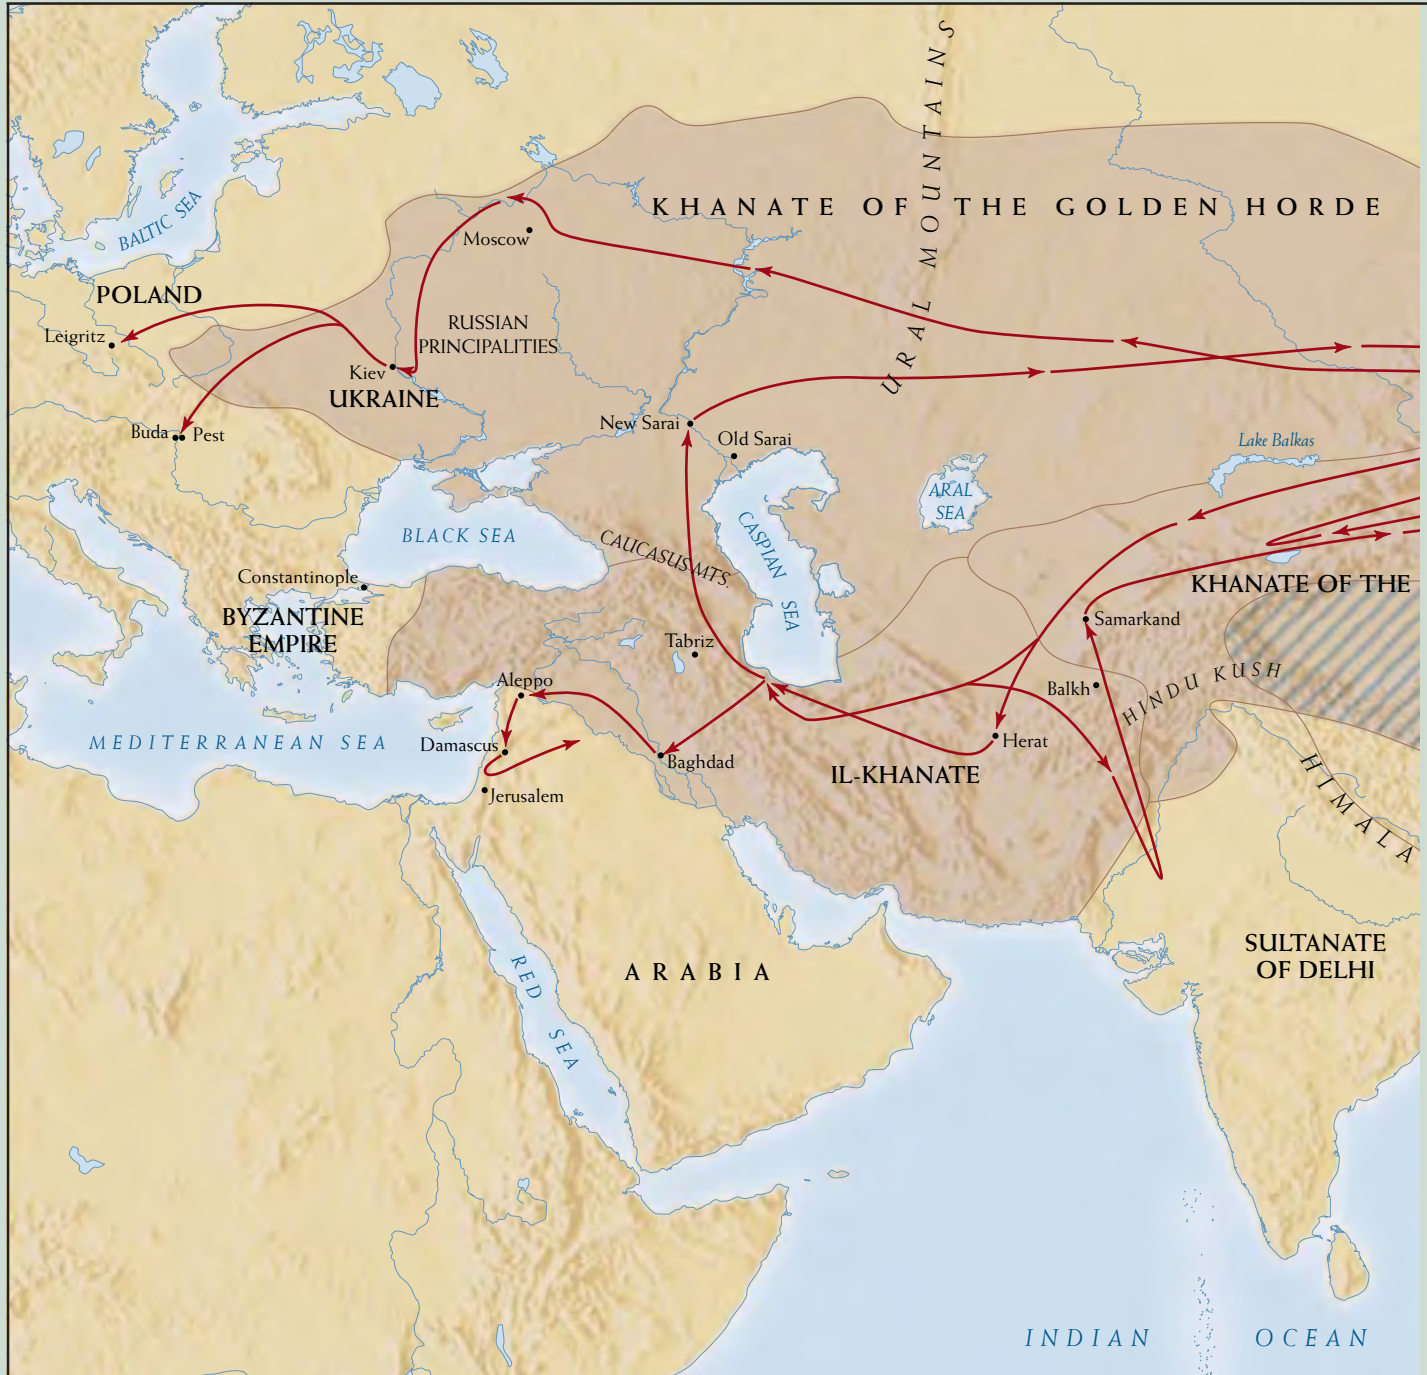 URAL MOUNTAINS
KHANATE OF THE GOLDEN HORDE
BALTIC SEA
Moscow
POLAND
RUSSIAN
PRINCIPALITIES
Leigritz
Kiev
UKRAINE
New Sarai
Buda
Pest
Old Sarai
Lake Balkas
ARAL
SEA
BLACK SEA
CAUCASUS MTS.
CASPIAN
SEA
Constantinople
KHANATE OF THE
BYZANTINE
EMPIRE
Samarkand
Tabriz
Aleppo
Balkh
HINDU KUSH
MEDITERRANEAN SEA
Damascus
Herat
Baghdad
IL-KHANATE
Jerusalem
HIMALA
SULTANATE
OF DELHI
ARABIA
RED
SEA
INDIAN OCEAN